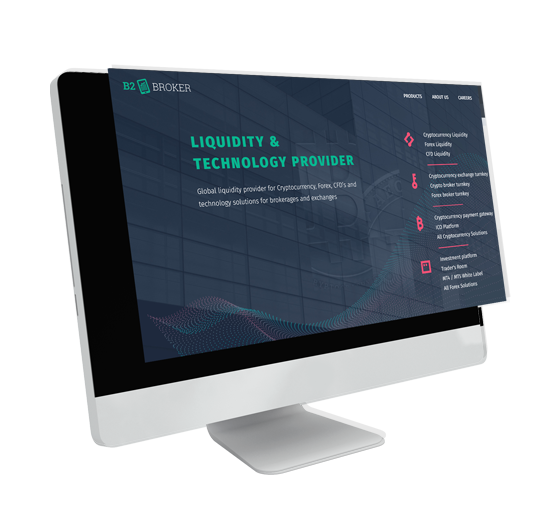 B2 BROKER
PRODUCTS ABOUT US CAREERS
LIQUIDITY &
TECHNOLOGY PROVIDER
Global liquidity provider for Cryptocurrency, Forex, CFD's and
technology solutions for brokerages and exchanges
Cryptocurrency Liquidity
Forex Liquidity
CFD Liquidity
Cryptocurrency exchange turnkey
Crypto broker turnkey
Forex broker turnkey
Cryptocurrency payment gateway
ICO Platform
All Cryptocurrency Solutions
Investment platform
Trader's Room
MT4 / MT5 White Label
All Forex Solutions